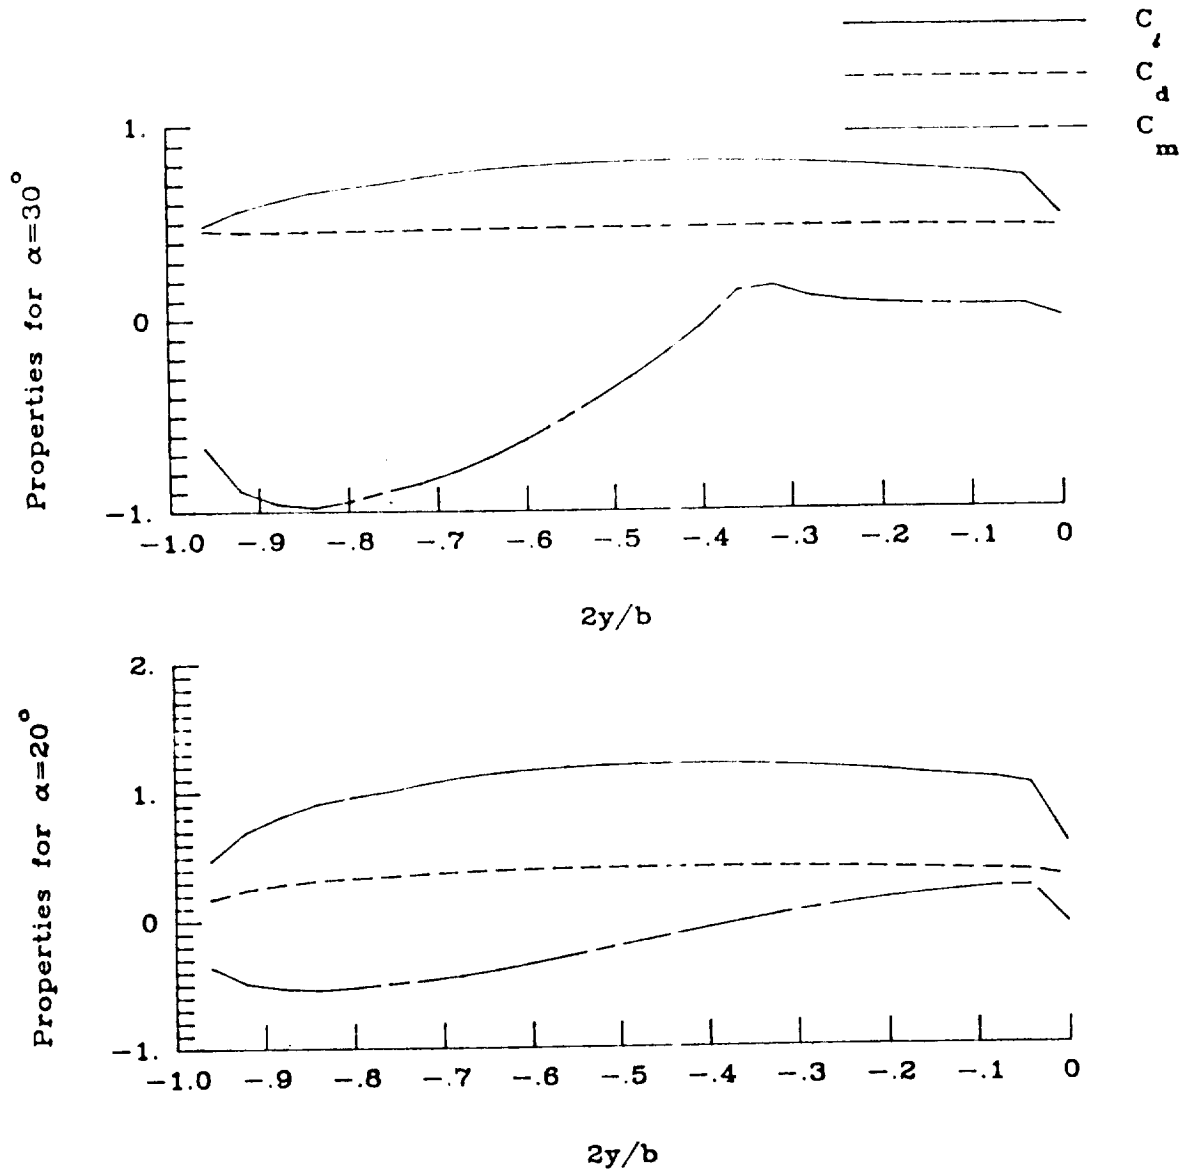 C_ℓ
C_d
C_m
Properties for α=30°
1.
0
−1.
−1.0 −.9 −.8 −.7 −.6 −.5 −.4 −.3 −.2 −.1 0
2y/b
Properties for α=20°
2.
1.
0
−1.
−1.0 −.9 −.8 −.7 −.6 −.5 −.4 −.3 −.2 −.1 0
2y/b